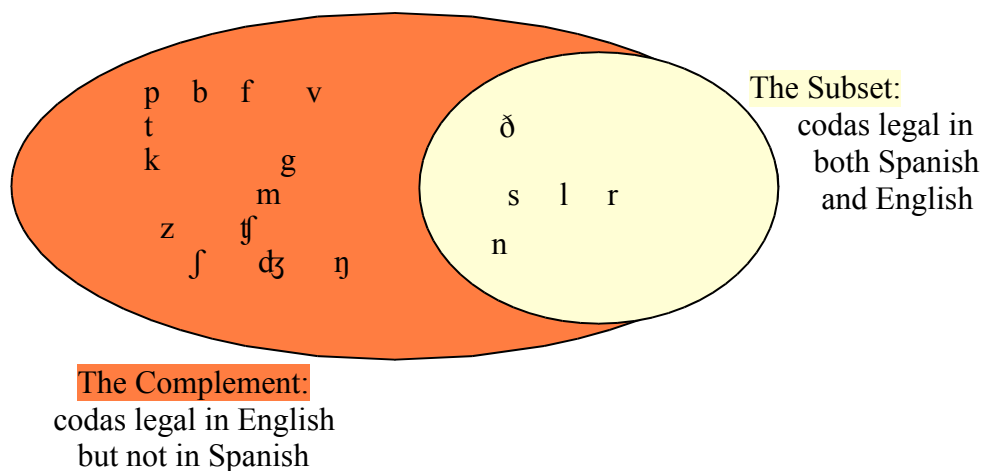 p b f v
The Subset:
ð
codas legal in
t
both Spanish
k g
and English
m
s l r
z ʧ
n
ʃ ʤ ŋ
The Complement:
codas legal in English
but not in Spanish